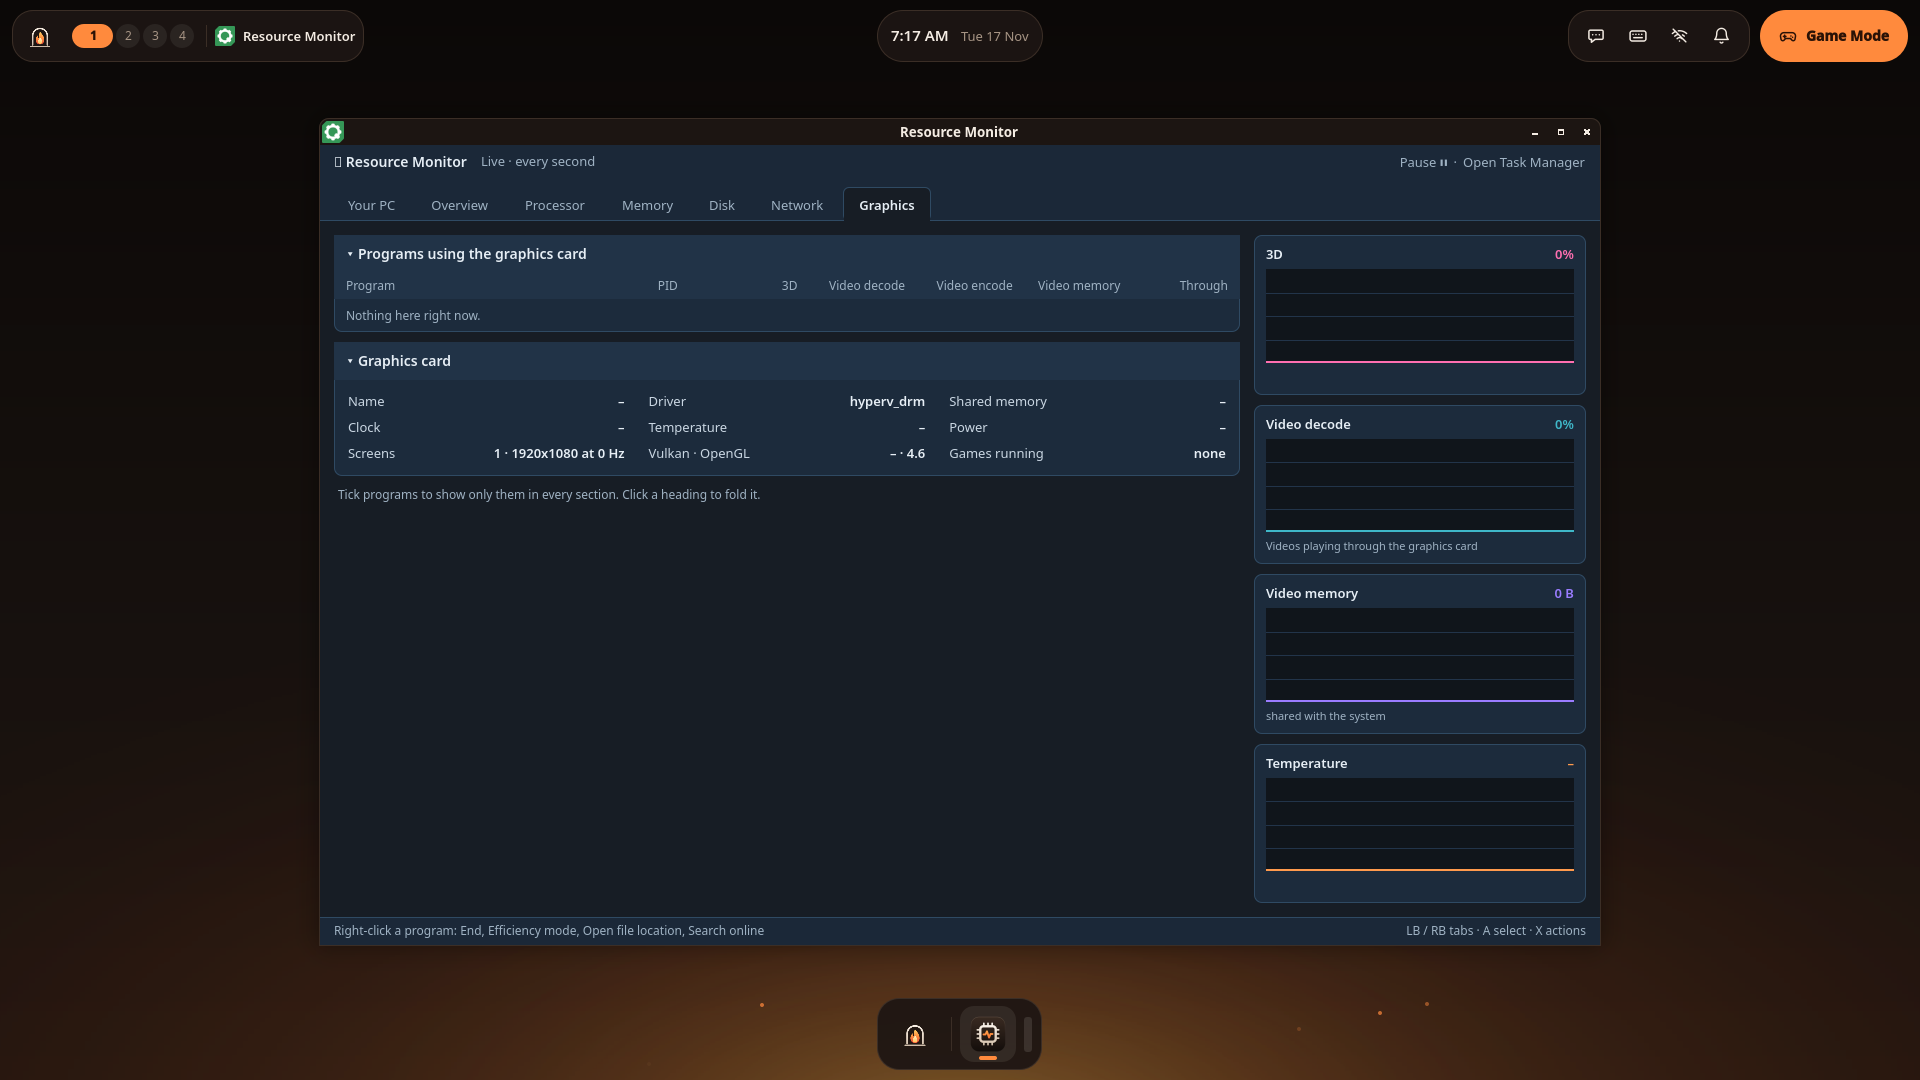 1 2 3 4 Resource Monitor
7:17 AM Tue 17 Nov
Game Mode
Resource Monitor
Resource Monitor Live · every second
Pause · Open Task Manager
Your PC Overview Processor Memory Disk Network Graphics
Programs using the graphics card
Program PID 3D Video decode Video encode Video memory Through
Nothing here right now.
Graphics card
Name – Driver hyperv_drm Shared memory –
Clock – Temperature – Power –
Screens 1 · 1920x1080 at 0 Hz Vulkan · OpenGL – · 4.6 Games running none
Tick programs to show only them in every section. Click a heading to fold it.
3D 0%
Video decode 0%
Videos playing through the graphics card
Video memory 0 B
shared with the system
Temperature –
Right-click a program: End, Efficiency mode, Open file location, Search online
LB / RB tabs · A select · X actions